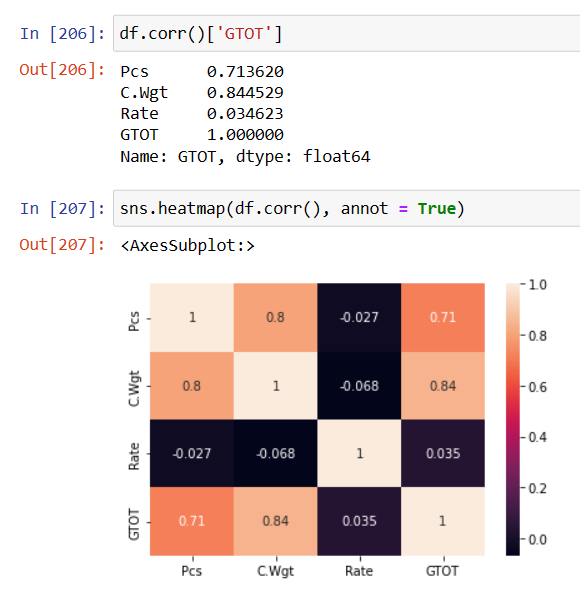 In [206]: df.corr()['GTOT']
Out[206]: Pcs 0.713620
C.Wgt 0.844529
Rate 0.034623
GTOT 1.000000
Name: GTOT, dtype: float64
In [207]: sns.heatmap(df.corr(), annot = True)
Out[207]: <AxesSubplot:>
Pcs 1 0.8 -0.027 0.71
C.Wgt 0.8 1 -0.068 0.84
Rate -0.027 -0.068 1 0.035
GTOT 0.71 0.84 0.035 1
Pcs C.Wgt Rate GTOT
1.0
0.8
0.6
0.4
0.2
0.0